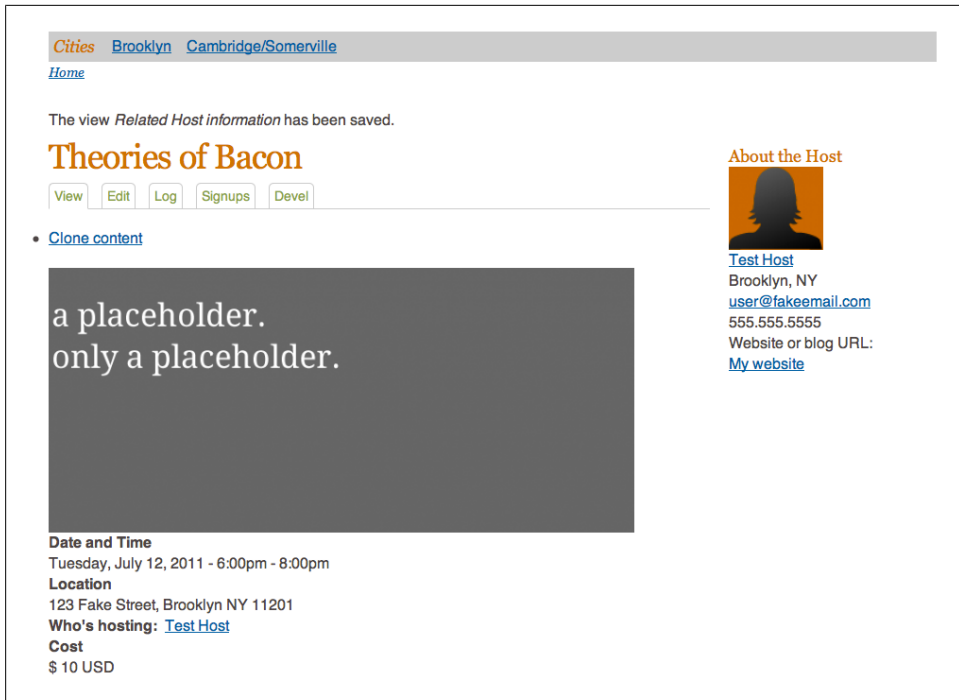 Cities Brooklyn Cambridge/Somerville
Home
The view Related Host information has been saved.
Theories of Bacon
View Edit Log Signups Devel
Clone content
a placeholder.
only a placeholder.
Date and Time
Tuesday, July 12, 2011 - 6:00pm - 8:00pm
Location
123 Fake Street, Brooklyn NY 11201
Who's hosting: Test Host
Cost
$ 10 USD
About the Host
Test Host
Brooklyn, NY
user@fakeemail.com
555.555.5555
Website or blog URL:
My website